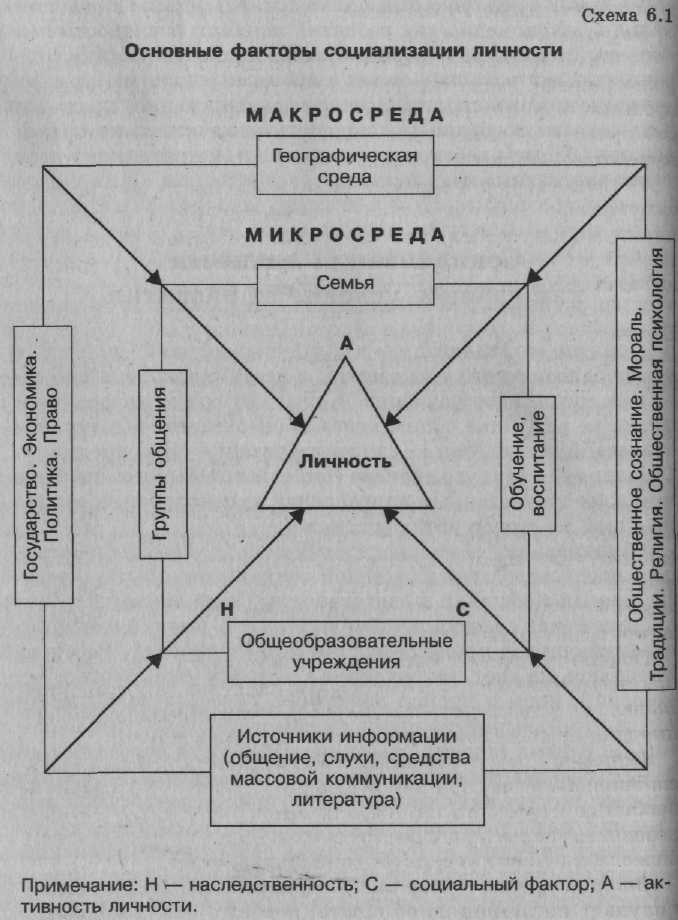 Схема 6.1
Основные факторы социализации личности
МАКРОСРЕДА
Географическая
среда
МИКРОСРЕДА
Семья
А
Государство. Экономика.
Политика. Право
Группы общения
Личность
Обучение,
воспитание
Общественное сознание. Мораль.
Традиции. Религия. Общественная психология
Н
С
Общеобразовательные
учреждения
Источники информации
(общение, слухи, средства
массовой коммуникации,
литература)
Примечание: Н — наследственность; С — социальный фактор; А — ак-
тивность личности.